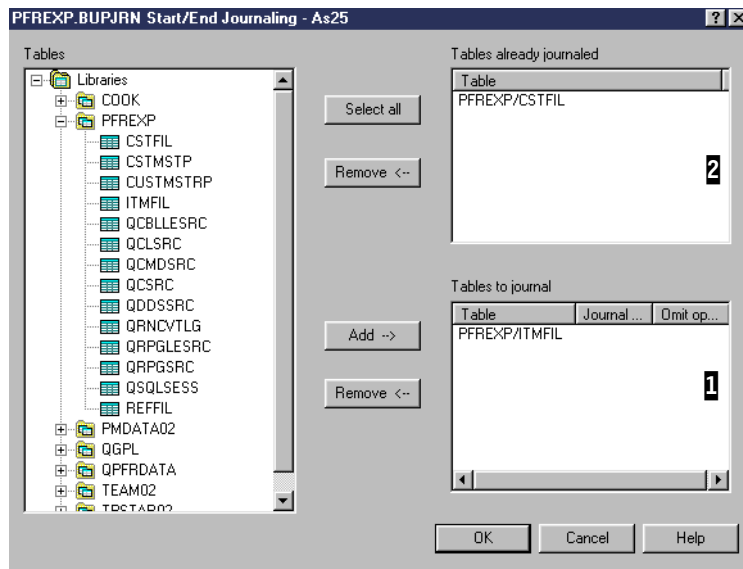 PFREXP.BUPJRN Start/End Journaling - As25
Tables
Libraries
COOK
PFREXP
CSTFIL
CSTMSTP
CUSTMSTRP
ITMFIL
QCBLLESRC
QCLSRC
QCMDSRC
QCSRC
QDDSSRC
QRNCVTLG
QRPGLESRC
QRPGSRC
QSQLSESS
REFFIL
PMDATA02
QGPL
QPFRDATA
TEAM02
Select all
Remove <--
Add -->
Remove <--
Tables already journaled
Table
PFREXP/CSTFIL
2
Tables to journal
Table Journal ... Omit op...
PFREXP/ITMFIL
1
OK Cancel Help